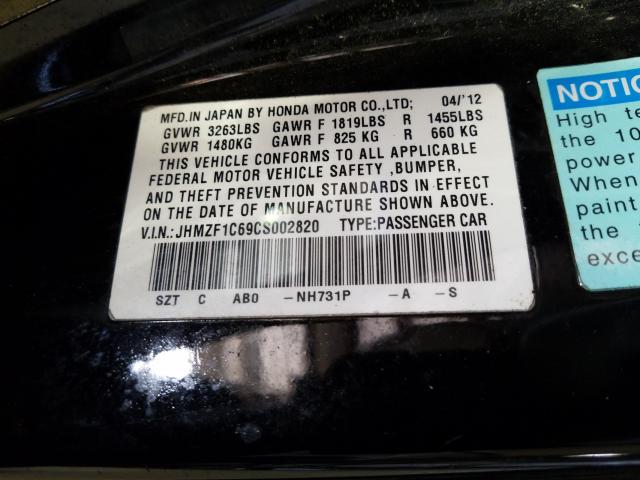 MFD.IN JAPAN BY HONDA MOTOR CO.,LTD; 04/'12
GVWR 3263LBS GAWR F 1819LBS R 1455LBS
GVWR 1480KG GAWR F 825 KG R 660 KG
THIS VEHICLE CONFORMS TO ALL APPLICABLE
FEDERAL MOTOR VEHICLE SAFETY ,BUMPER,
AND THEFT PREVENTION STANDARDS IN EFFECT
ON THE DATE OF MANUFACTURE SHOWN ABOVE.
V.I.N.:JHMZF1C69CS002820 TYPE:PASSENGER CAR
SZT C AB0 -NH731P -A -S
NOTIC
High te
the 10
power
When
paint
the
exce